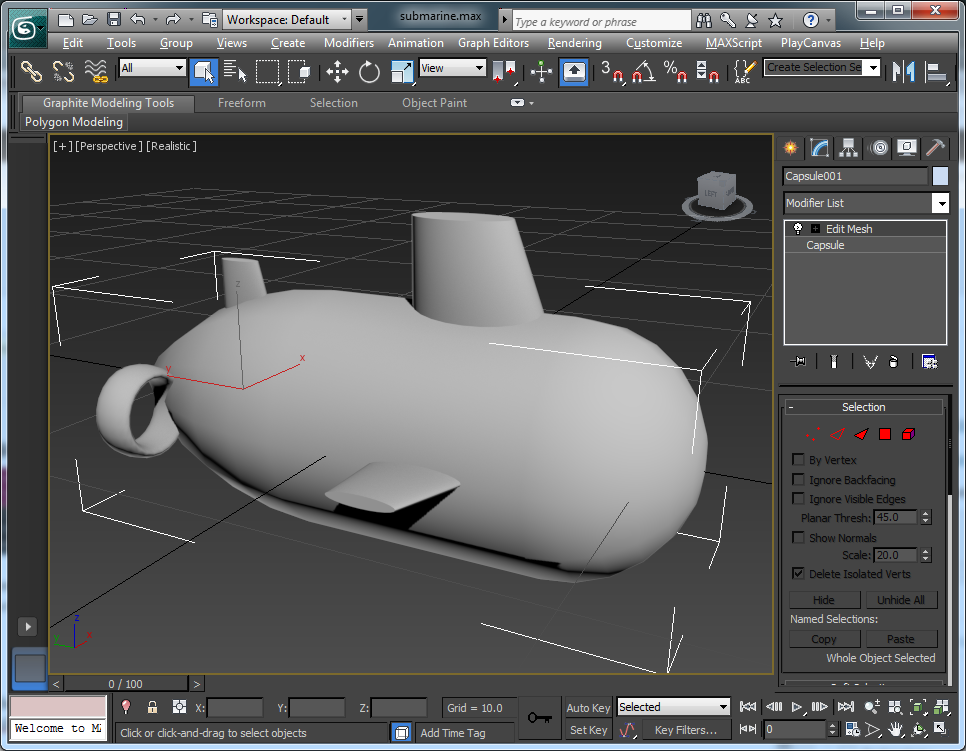 Workspace: Default
submarine.max
Type a keyword or phrase
Edit Tools Group Views Create Modifiers Animation Graph Editors Rendering Customize MAXScript PlayCanvas Help
All
View
3
%
ABC
Create Selection Se
Graphite Modeling Tools Freeform Selection Object Paint
Polygon Modeling
[+] [Perspective] [Realistic]
LEFT
Capsule001
Modifier List
Edit Mesh
Capsule
z
x
y
Selection
By Vertex
Ignore Backfacing
Ignore Visible Edges
Planar Thresh: 45.0
Show Normals
Scale: 20.0
Delete Isolated Verts
Hide Unhide All
Named Selections:
Copy Paste
Whole Object Selected
z
x
y
0 / 100
X: Y: Z: Grid = 10.0
Auto Key Selected
Welcome to
Click or click-and-drag to select objects
Add Time Tag
Set Key Key Filters...
0